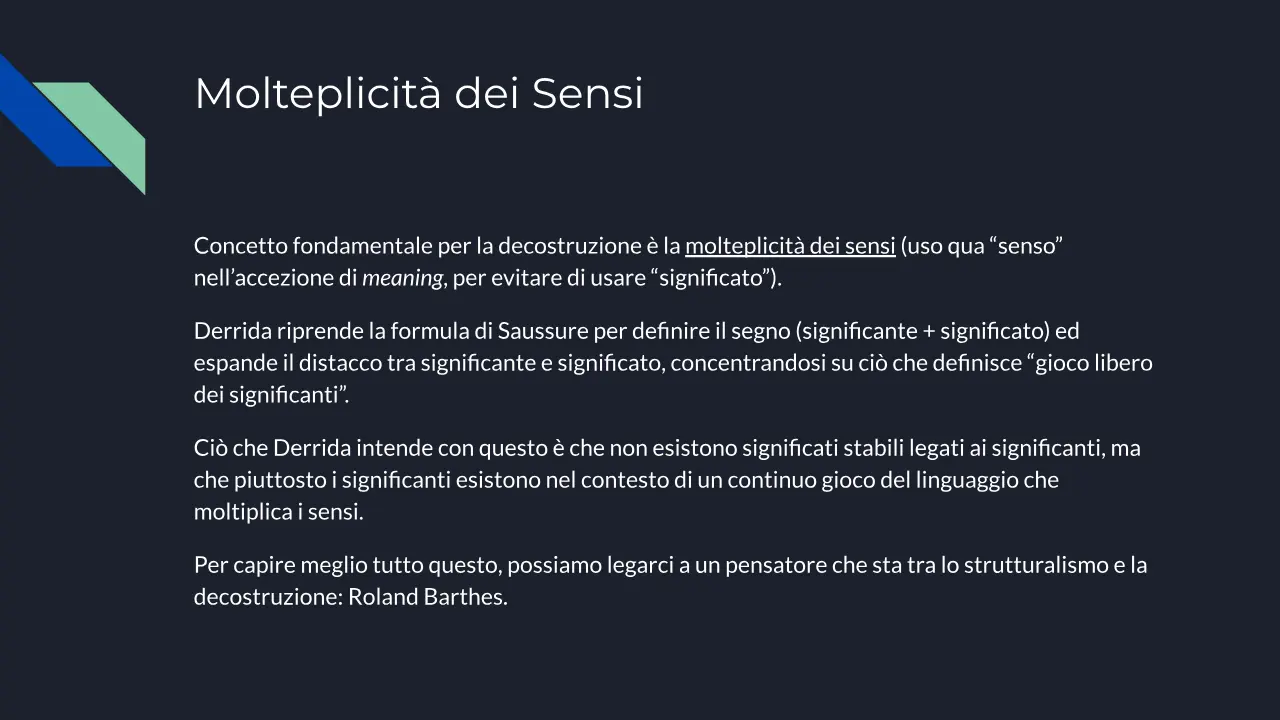 Molteplicità dei Sensi
Concetto fondamentale per la decostruzione è la molteplicità dei sensi (uso qua “senso”
nell’accezione di meaning, per evitare di usare “significato”).
Derrida riprende la formula di Saussure per definire il segno (significante + significato) ed
espande il distacco tra significante e significato, concentrandosi su ciò che definisce “gioco libero
dei significanti”.
Ciò che Derrida intende con questo è che non esistono significati stabili legati ai significanti, ma
che piuttosto i significanti esistono nel contesto di un continuo gioco del linguaggio che
moltiplica i sensi.
Per capire meglio tutto questo, possiamo legarci a un pensatore che sta tra lo strutturalismo e la
decostruzione: Roland Barthes.